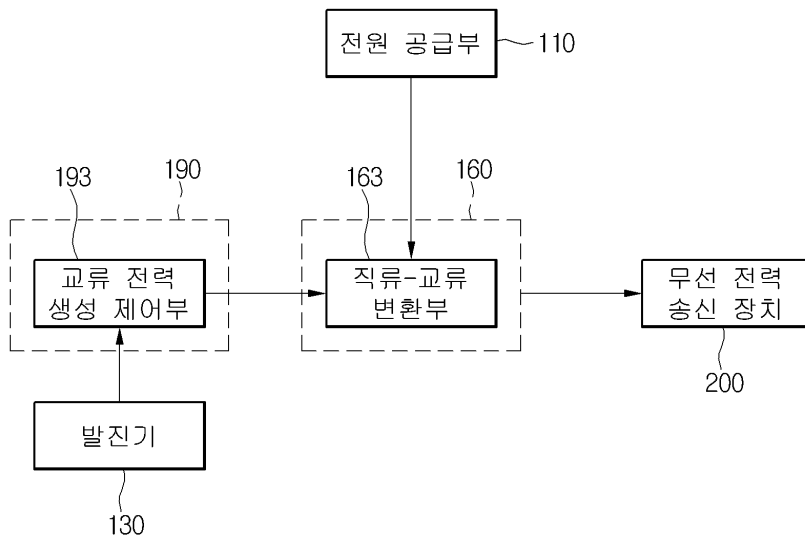 전원 공급부
110
190
193
160
163
교류 전력
생성 제어부
직류-교류
변환부
무선 전력
송신 장치
200
발진기
130